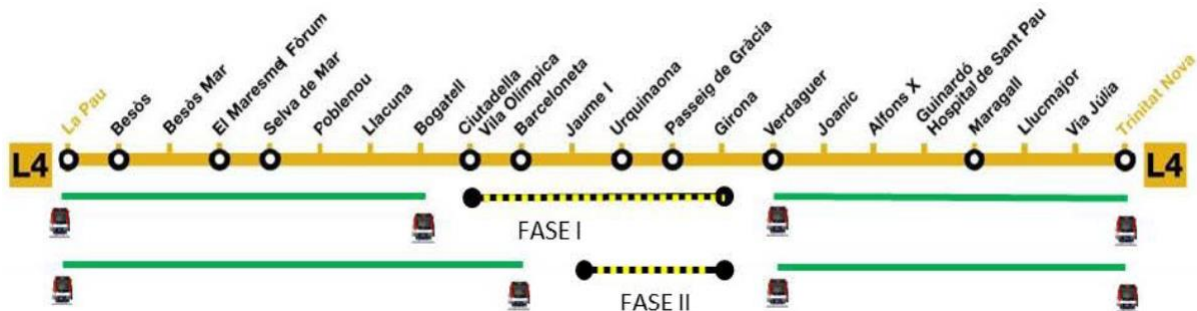 La Pau
Besòs
Besòs Mar
El Maresme| Fòrum
Selva de Mar
Poblenou
Llacuna
Bogatell
Ciutadella
Vila Olímpica
Barceloneta
Jaume I
Urquinaona
Passeig de Gràcia
Girona
Verdaguer
Joanic
Alfons X
Guinardó
Hospital de Sant Pau
Maragall
Llucmajor
Via Júlia
Trinitat Nova
L4
L4
FASE I
FASE II